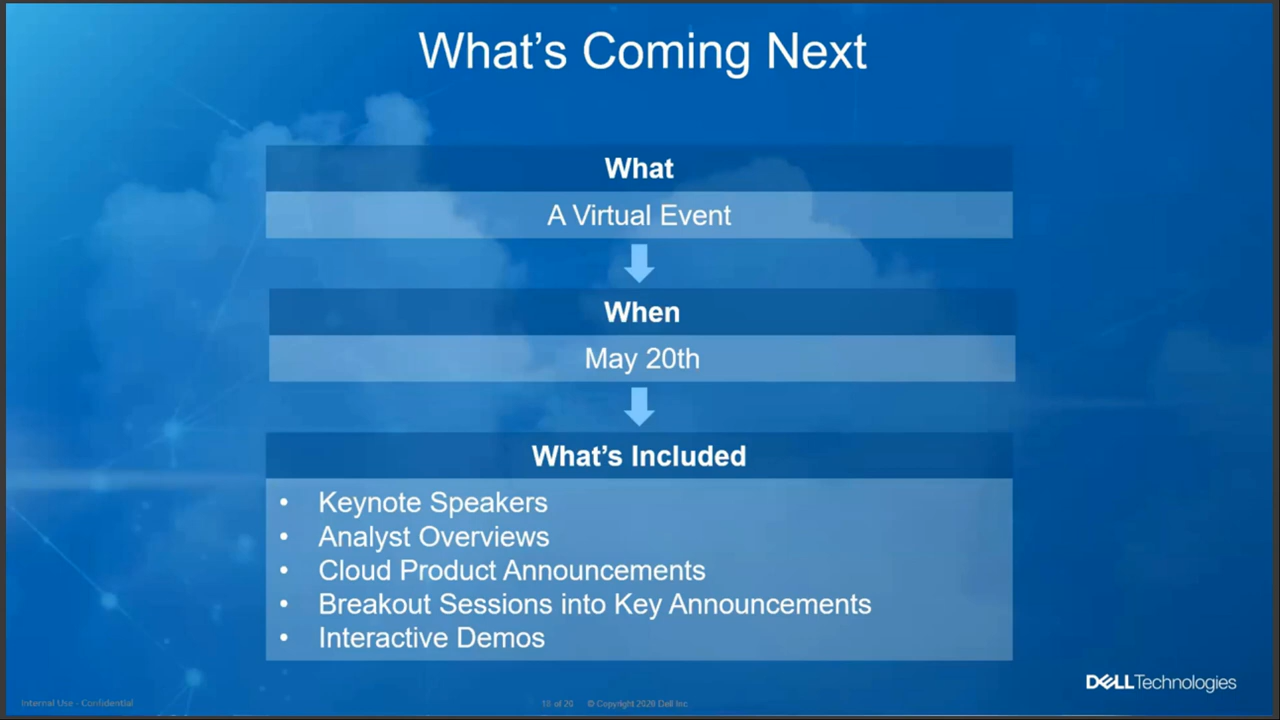 What's Coming Next
What
A Virtual Event
When
May 20th
What's Included
• Keynote Speakers
• Analyst Overviews
• Cloud Product Announcements
• Breakout Sessions into Key Announcements
• Interactive Demos
DELLTechnologies
Internal Use - Confidential
18 of 20 © Copyright 2020 Dell Inc.